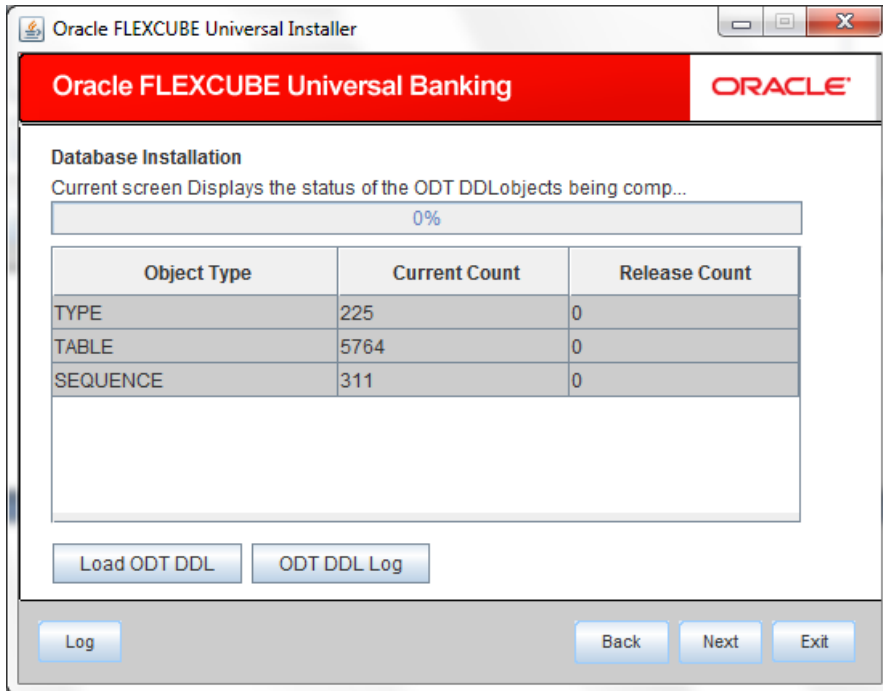 Oracle FLEXCUBE Universal Installer
Oracle FLEXCUBE Universal Banking
ORACLE
Database Installation
Current screen Displays the status of the ODT DDLobjects being comp...
0%
Object Type Current Count Release Count
TYPE 225 0
TABLE 5764 0
SEQUENCE 311 0
Load ODT DDL ODT DDL Log
Log Back Next Exit